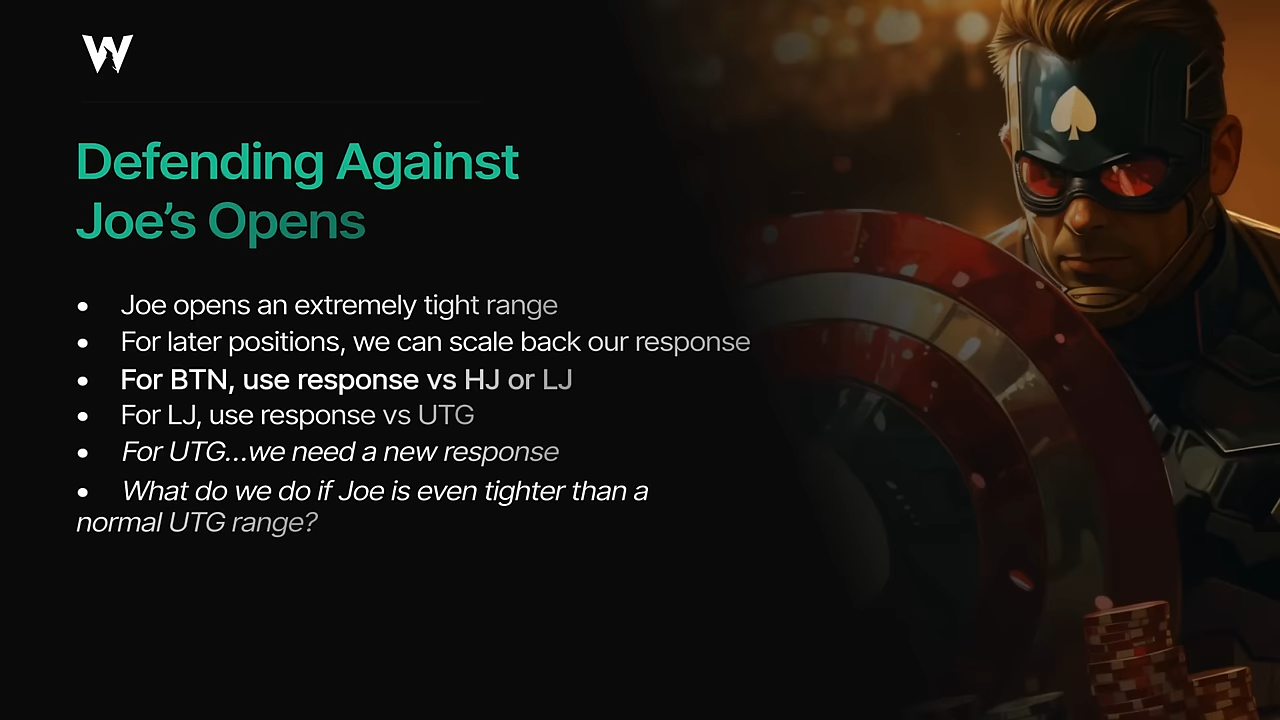 W
Defending Against
Joe’s Opens
• Joe opens an extremely tight range
• For later positions, we can scale back our response
• For BTN, use response vs HJ or LJ
• For LJ, use response vs UTG
• For UTG...we need a new response
• What do we do if Joe is even tighter than a
normal UTG range?